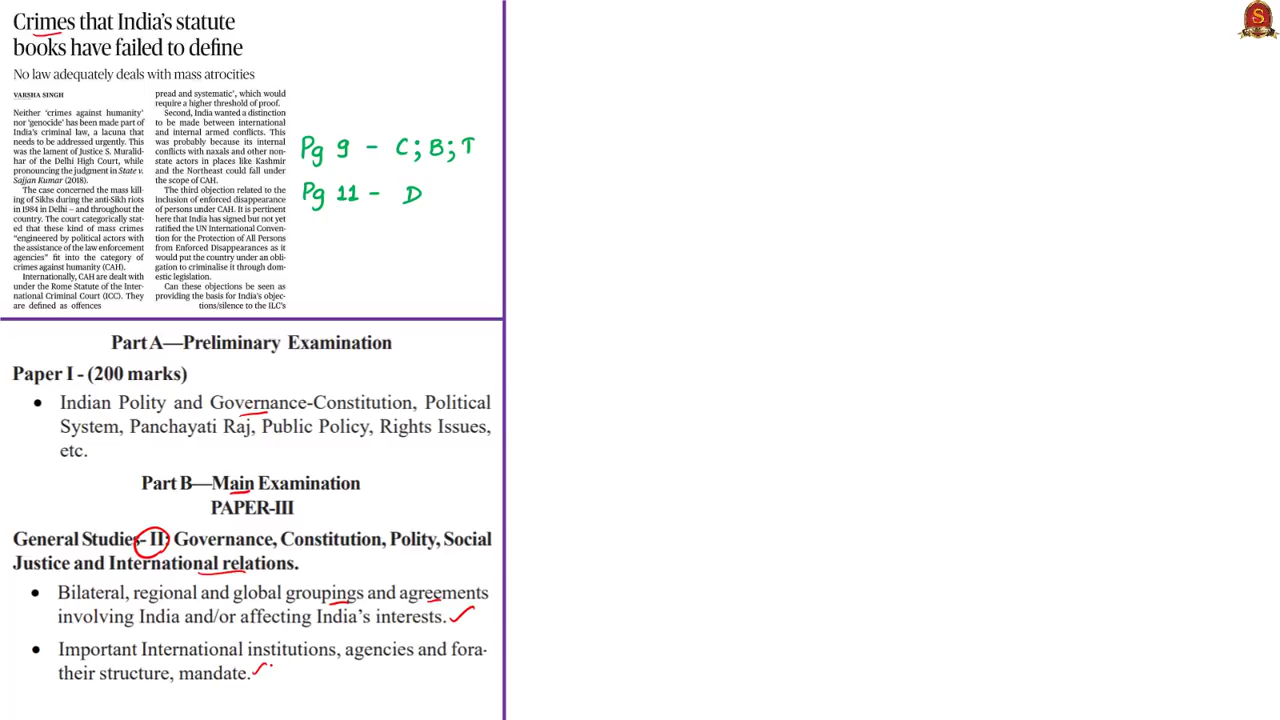 Crimes that India's statute
books have failed to define
No law adequately deals with mass atrocities
VARSHA SINGH
Neither 'crimes against humanity'
nor 'genocide' has been made part of
India's criminal law, a lacuna that
needs to be addressed urgently. This
was the lament of Justice S. Muralid-
har of the Delhi High Court, while
pronouncing the judgment in State v.
Sajjan Kumar (2018).
The case concerned the mass kill-
ing of Sikhs during the anti-Sikh riots
in 1984 in Delhi – and throughout the
country. The court categorically stat-
ed that these kind of mass crimes
"engineered by political actors with
the assistance of the law enforcement
agencies" fit into the category of
crimes against humanity (CAH).
Internationally, CAH are dealt with
under the Rome Statute of the Inter-
national Criminal Court (ICC). They
are defined as offences
pread and systematic', which would
require a higher threshold of proof.
Second, India wanted a distinction
to be made between international
and internal armed conflicts. This
was probably because its internal
conflicts with naxals and other non-
state actors in places like Kashmir
and the Northeast could fall under
the scope of CAH.
The third objection related to the
inclusion of enforced disappearance
of persons under CAH. It is pertinent
here that India has signed but not yet
ratified the UN International Conven-
tion for the Protection of All Persons
from Enforced Disappearances as it
would put the country under an obli-
gation to criminalise it through dom-
estic legislation.
Can these objections be seen as
providing the basis for India's objec-
tions/silence to the ILC's
Pg 9 - C; B; T
Pg 11 - D
Part A—Preliminary Examination
Paper I - (200 marks)
• Indian Polity and Governance-Constitution, Political
System, Panchayati Raj, Public Policy, Rights Issues,
etc.
Part B—Main Examination
PAPER-III
General Studies- II: Governance, Constitution, Polity, Social
Justice and International relations.
• Bilateral, regional and global groupings and agreements
involving India and/or affecting India's interests.
• Important International institutions, agencies and fora-
their structure, mandate.
S